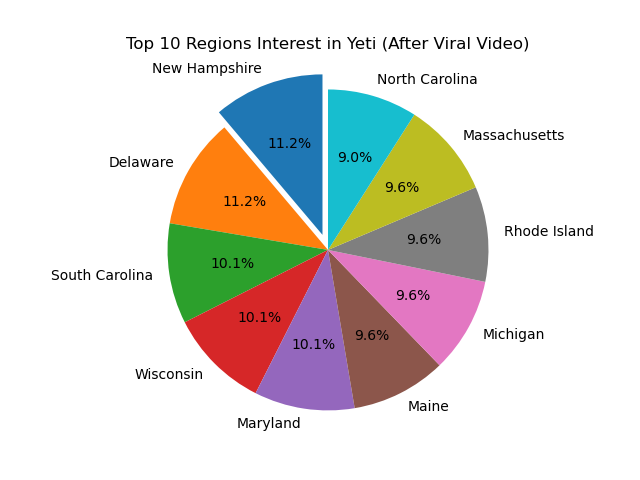 Top 10 Regions Interest in Yeti (After Viral Video)
New Hampshire
11.2%
Delaware
11.2%
South Carolina
10.1%
Wisconsin
10.1%
Maryland
10.1%
Maine
9.6%
Michigan
9.6%
Rhode Island
9.6%
Massachusetts
9.6%
North Carolina
9.0%